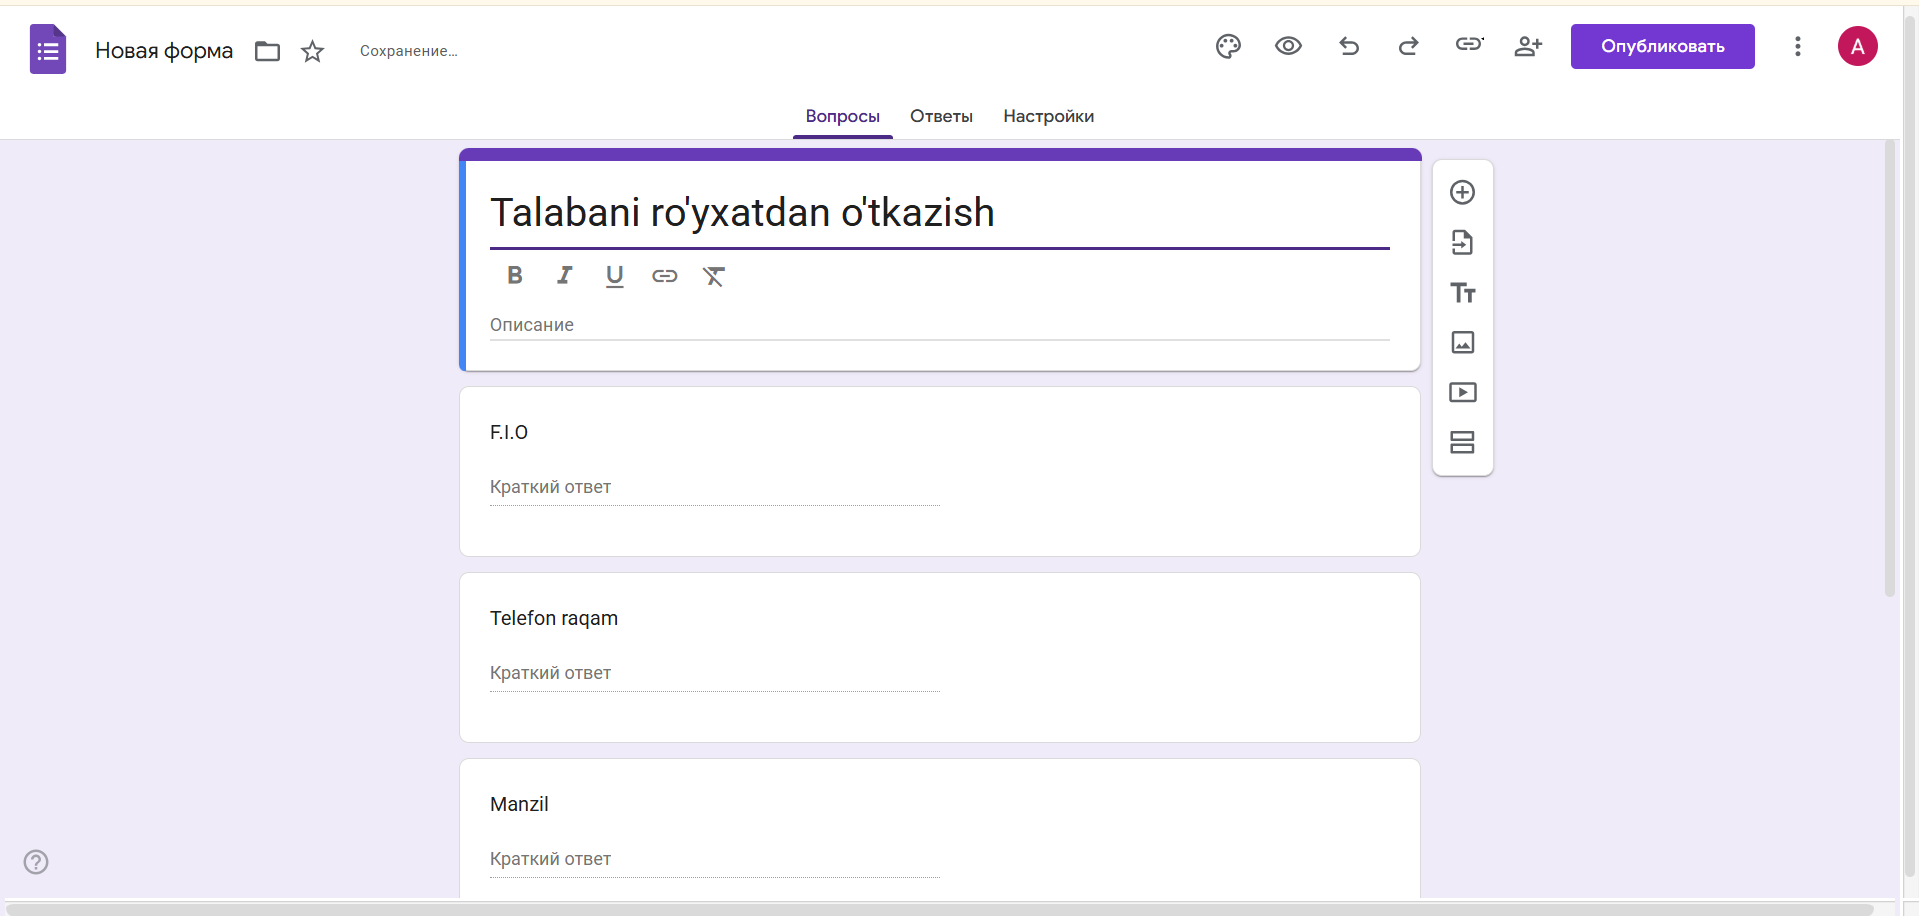 Новая форма
Сохранение...
Опубликовать
A
Вопросы
Ответы
Настройки
Talabani ro'yxatdan o'tkazish
B I U
Описание
F.I.O
Краткий ответ
Telefon raqam
Краткий ответ
Manzil
Краткий ответ